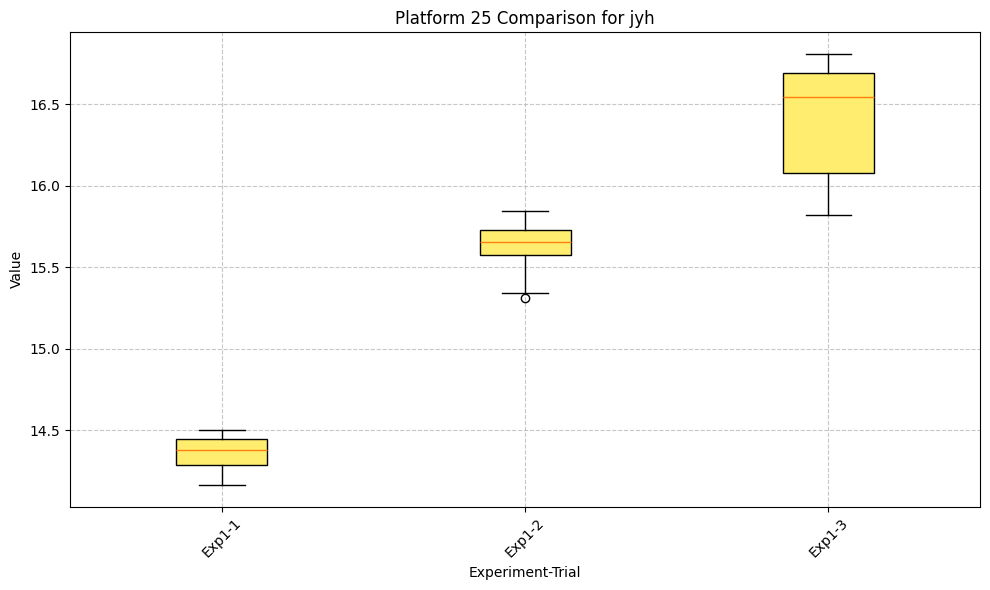 Platform 25 Comparison for jyh
Value
16.5
16.0
15.5
15.0
14.5
Exp1-1
Exp1-2
Exp1-3
Experiment-Trial